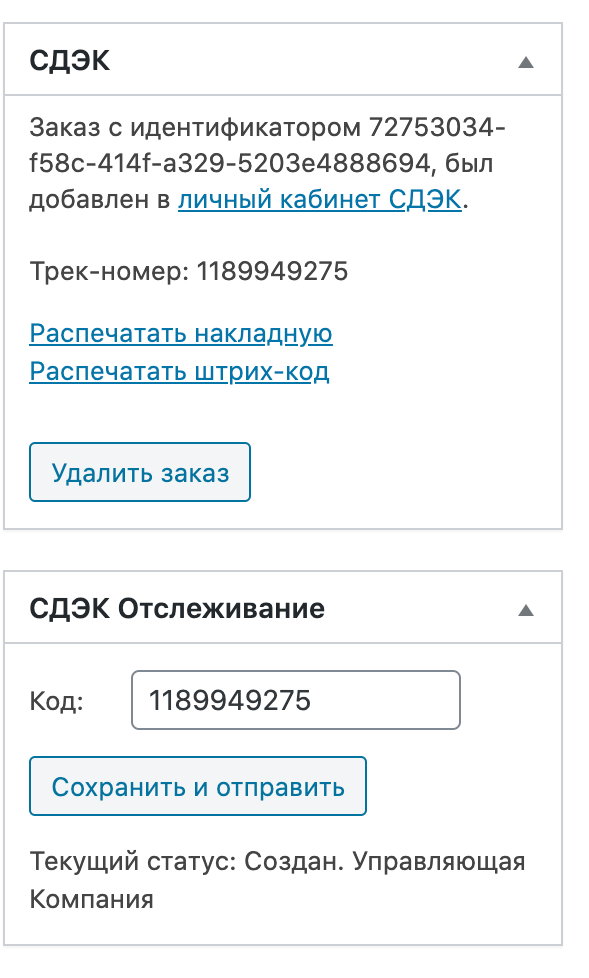 СДЭК
Заказ с идентификатором 72753034-
f58c-414f-a329-5203e4888694, был
добавлен в личный кабинет СДЭК.
Трек-номер: 1189949275
Распечатать накладную
Распечатать штрих-код
Удалить заказ
СДЭК Отслеживание
Код: 1189949275
Сохранить и отправить
Текущий статус: Создан. Управляющая
Компания